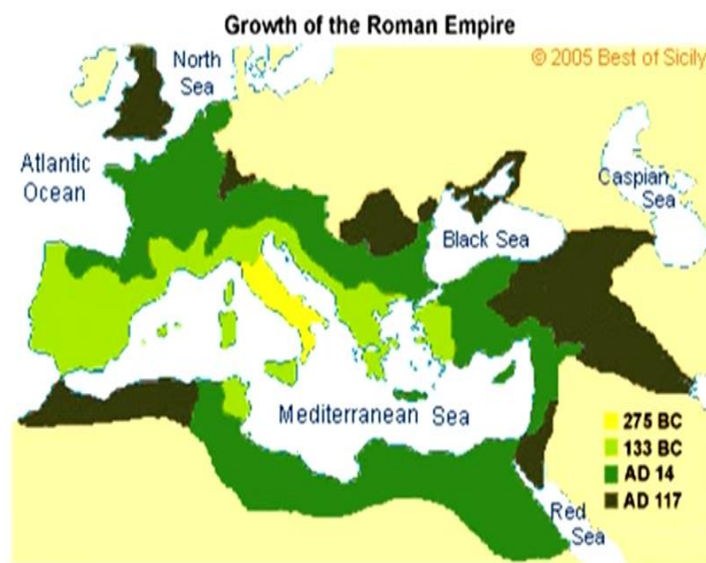 Growth of the Roman Empire
© 2005 Best of Sicily
North
Sea
Atlantic
Ocean
Caspian
Sea
Black Sea
Mediterranean Sea
275 BC
133 BC
AD 14
AD 117
Red
Sea